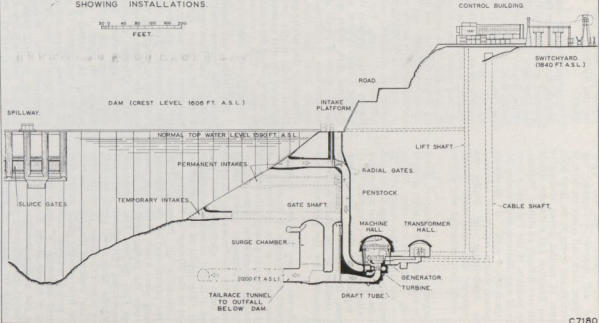 SHOWING INSTALLATIONS.
FEET.
CONTROL BUILDING.
SWITCHYARD.
(1840 FT. A.S.L.)
ROAD.
DAM (CREST LEVEL 1606 FT. A.S.L.)
INTAKE
PLATFORM
SPILLWAY.
NORMAL TOP WATER LEVEL 1590 FT. A.S.L.
LIFT SHAFT
PERMANENT INTAKES
RADIAL GATES.
PENSTOCK.
SLUICE GATES
TEMPORARY INTAKES
GATE SHAFT.
CABLE SHAFT.
MACHINE
HALL.
TRANSFORMER
HALL.
SURGE CHAMBER
(1200 FT. A.S.L.)
GENERATOR.
TURBINE.
TAILRACE TUNNEL
TO OUTFALL
BELOW DAM.
DRAFT TUBE
C7180